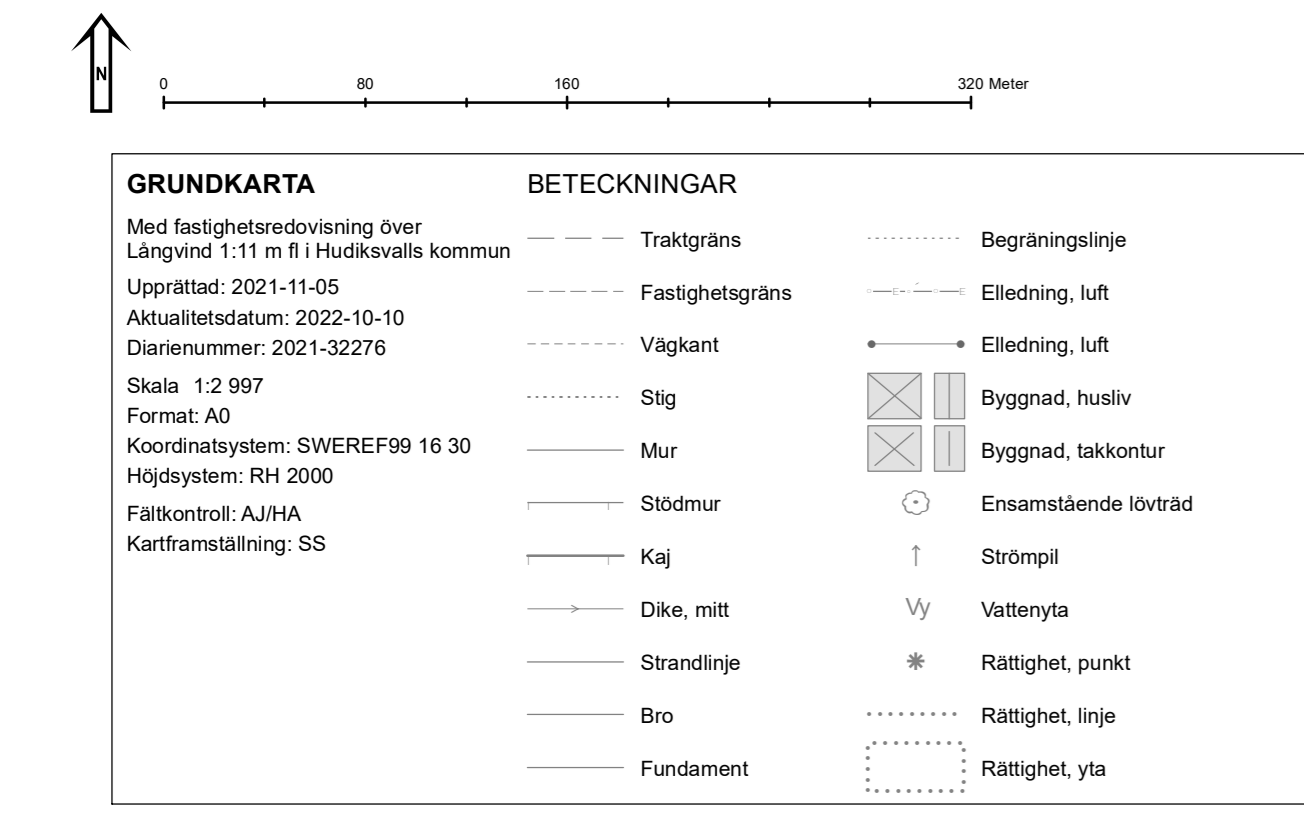 N
0 80 160 320 Meter
GRUNDKARTA
Med fastighetsredovisning över
Långvind 1:11 m fl i Hudiksvalls kommun
Upprättad: 2021-11-05
Aktualitetsdatum: 2022-10-10
Diarienummer: 2021-32276
Skala 1:2 997
Format: A0
Koordinatsystem: SWEREF99 16 30
Höjdsystem: RH 2000
Fältkontroll: AJ/HA
Kartframställning: SS
BETECKNINGAR
Traktgräns
Fastighetsgräns
Vägkant
Stig
Mur
Stödmur
Kaj
Dike, mitt
Strandlinje
Bro
Fundament
Begräningslinje
E E Elledning, luft
Elledning, luft
Byggnad, husliv
Byggnad, takkontur
Ensamstående lövträd
Strömpil
Vy Vattenyta
Rättighet, punkt
Rättighet, linje
Rättighet, yta